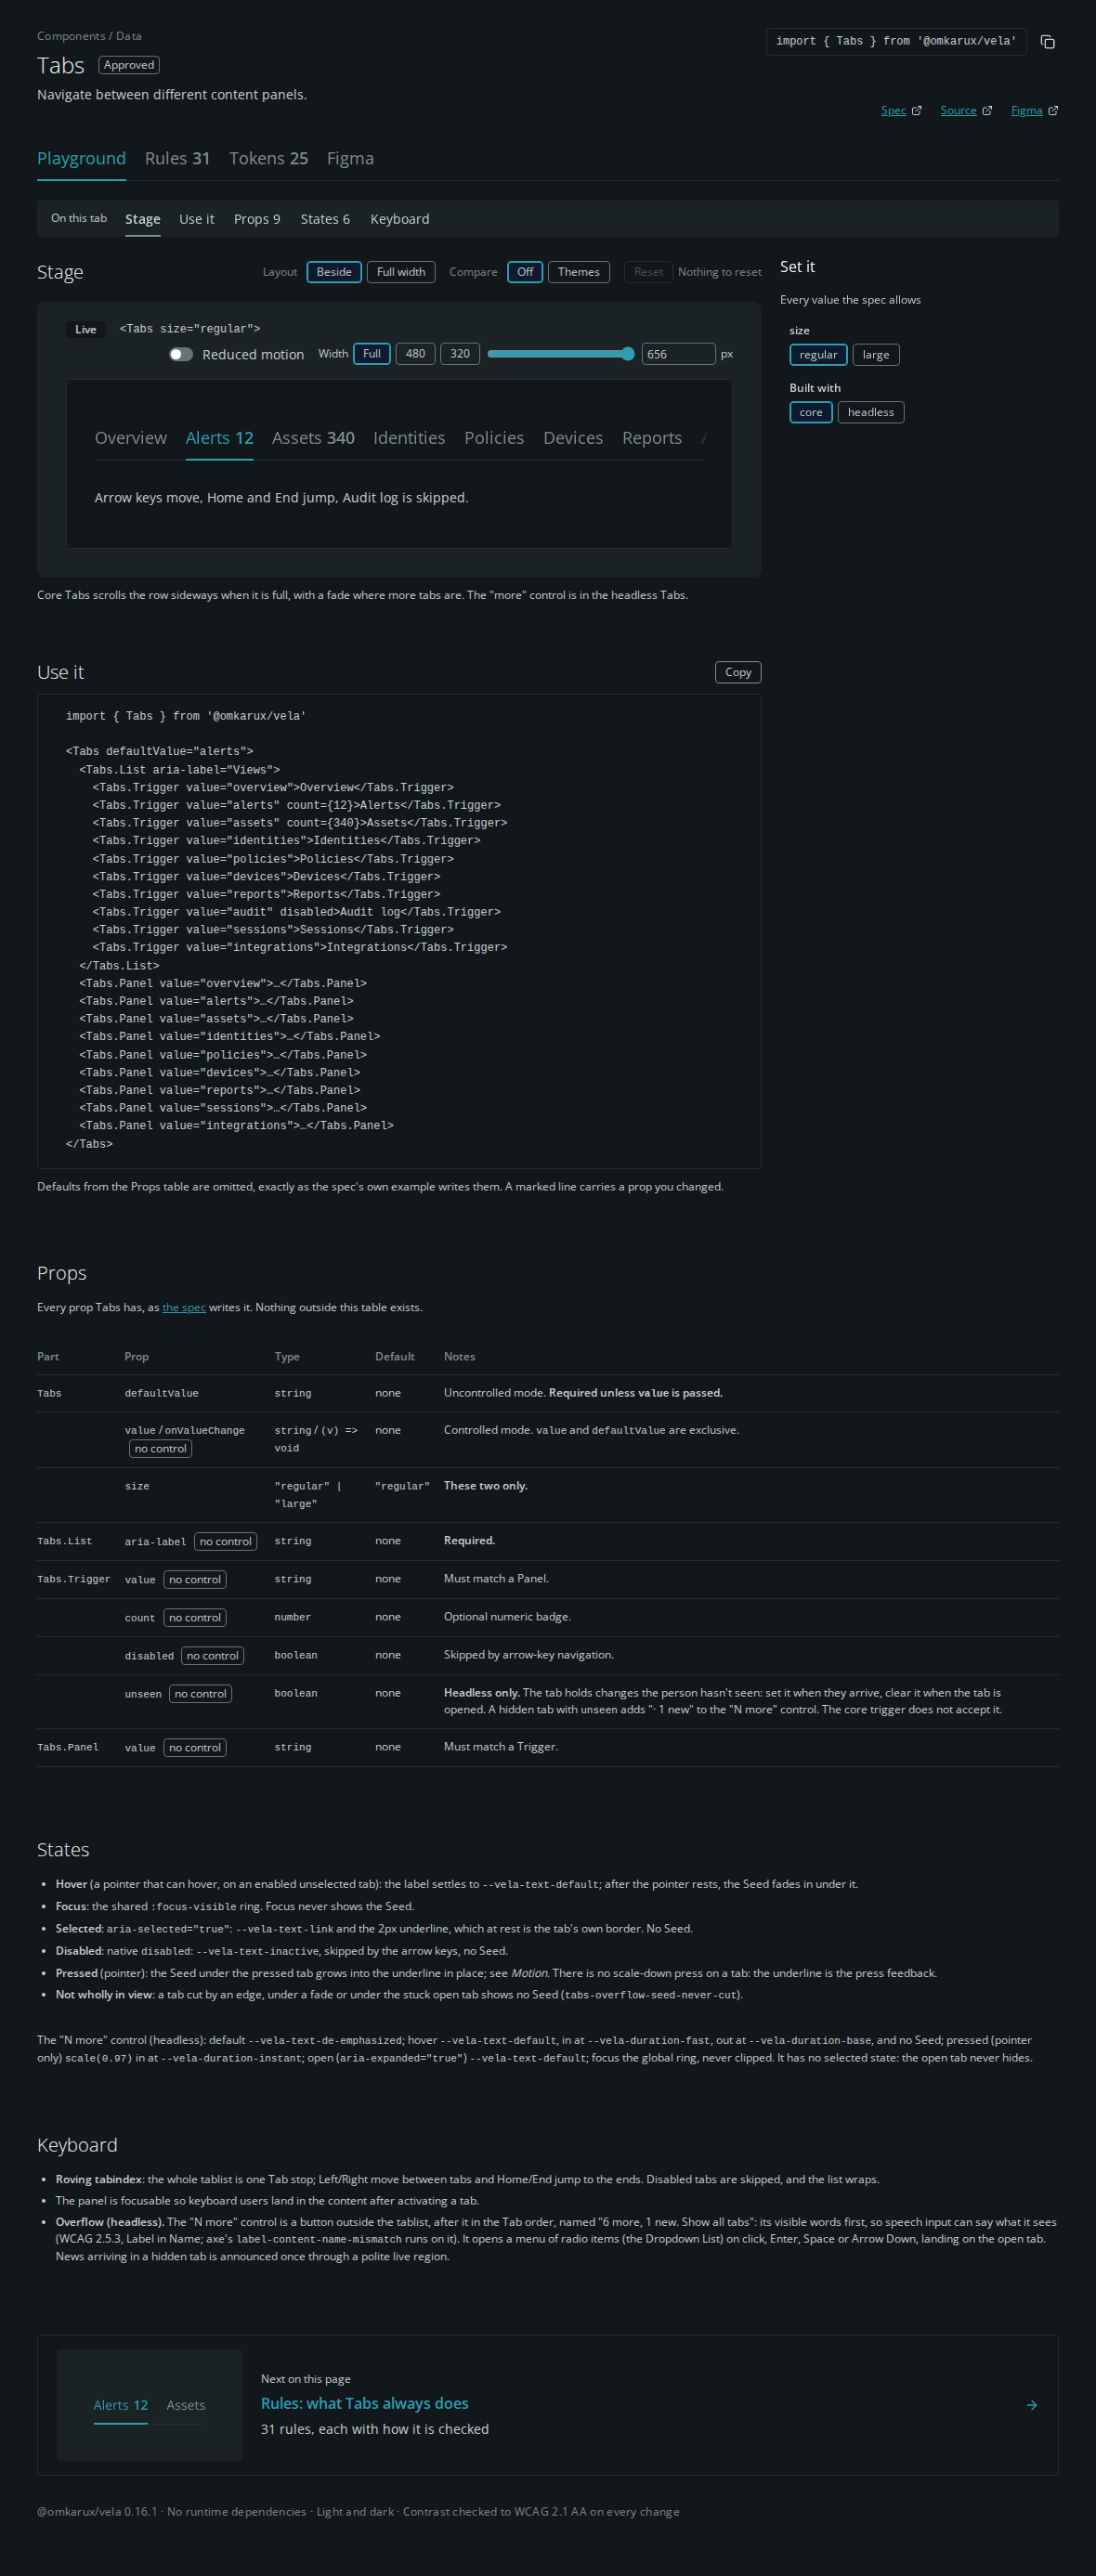 Components / Data
import { Tabs } from '@omkarux/vela'
Tabs Approved
Navigate between different content panels.
Spec Source Figma
Playground Rules 31 Tokens 25 Figma
On this tab Stage Use it Props 9 States 6 Keyboard
Stage Layout Beside Full width Compare Off Themes Reset Nothing to reset
Set it
Every value the spec allows
size
regular large
Built with
core headless
Live <Tabs size="regular">
Reduced motion Width Full 480 320 656 px
Overview Alerts 12 Assets 340 Identities Policies Devices Reports
Arrow keys move, Home and End jump, Audit log is skipped.
Core Tabs scrolls the row sideways when it is full, with a fade where more tabs are. The "more" control is in the headless Tabs.
Use it Copy
import { Tabs } from '@omkarux/vela'
<Tabs defaultValue="alerts">
<Tabs.List aria-label="Views">
<Tabs.Trigger value="overview">Overview</Tabs.Trigger>
<Tabs.Trigger value="alerts" count={12}>Alerts</Tabs.Trigger>
<Tabs.Trigger value="assets" count={340}>Assets</Tabs.Trigger>
<Tabs.Trigger value="identities">Identities</Tabs.Trigger>
<Tabs.Trigger value="policies">Policies</Tabs.Trigger>
<Tabs.Trigger value="devices">Devices</Tabs.Trigger>
<Tabs.Trigger value="reports">Reports</Tabs.Trigger>
<Tabs.Trigger value="audit" disabled>Audit log</Tabs.Trigger>
<Tabs.Trigger value="sessions">Sessions</Tabs.Trigger>
<Tabs.Trigger value="integrations">Integrations</Tabs.Trigger>
</Tabs.List>
<Tabs.Panel value="overview">…</Tabs.Panel>
<Tabs.Panel value="alerts">…</Tabs.Panel>
<Tabs.Panel value="assets">…</Tabs.Panel>
<Tabs.Panel value="identities">…</Tabs.Panel>
<Tabs.Panel value="policies">…</Tabs.Panel>
<Tabs.Panel value="devices">…</Tabs.Panel>
<Tabs.Panel value="reports">…</Tabs.Panel>
<Tabs.Panel value="sessions">…</Tabs.Panel>
<Tabs.Panel value="integrations">…</Tabs.Panel>
</Tabs>
Defaults from the Props table are omitted, exactly as the spec's own example writes them. A marked line carries a prop you changed.
Props
Every prop Tabs has, as the spec writes it. Nothing outside this table exists.
Part Prop Type Default Notes
Tabs defaultValue string none Uncontrolled mode. Required unless value is passed.
value / onValueChange string / (v) => none Controlled mode. value and defaultValue are exclusive.
no control void
size "regular" | "regular" These two only.
"large"
Tabs.List aria-label no control string none Required.
Tabs.Trigger value no control string none Must match a Panel.
count no control number none Optional numeric badge.
disabled no control boolean none Skipped by arrow-key navigation.
unseen no control boolean none Headless only. The tab holds changes the person hasn't seen: set it when they arrive, clear it when the tab is
opened. A hidden tab with unseen adds "· 1 new" to the "N more" control. The core trigger does not accept it.
Tabs.Panel value no control string none Must match a Trigger.
States
• Hover (a pointer that can hover, on an enabled unselected tab): the label settles to --vela-text-default; after the pointer rests, the Seed fades in under it.
• Focus: the shared :focus-visible ring. Focus never shows the Seed.
• Selected: aria-selected="true": --vela-text-link and the 2px underline, which at rest is the tab's own border. No Seed.
• Disabled: native disabled: --vela-text-inactive, skipped by the arrow keys, no Seed.
• Pressed (pointer): the Seed under the pressed tab grows into the underline in place; see Motion. There is no scale-down press on a tab: the underline is the press feedback.
• Not wholly in view: a tab cut by an edge, under a fade or under the stuck open tab shows no Seed (tabs-overflow-seed-never-cut).
The "N more" control (headless): default --vela-text-de-emphasized; hover --vela-text-default, in at --vela-duration-fast, out at --vela-duration-base, and no Seed; pressed (pointer
only) scale(0.97) in at --vela-duration-instant; open (aria-expanded="true") --vela-text-default; focus the global ring, never clipped. It has no selected state: the open tab never hides.
Keyboard
• Roving tabindex: the whole tablist is one Tab stop; Left/Right move between tabs and Home/End jump to the ends. Disabled tabs are skipped, and the list wraps.
• The panel is focusable so keyboard users land in the content after activating a tab.
• Overflow (headless). The "N more" control is a button outside the tablist, after it in the Tab order, named "6 more, 1 new. Show all tabs": its visible words first, so speech input can say what it sees
(WCAG 2.5.3, Label in Name; axe's label-content-name-mismatch runs on it). It opens a menu of radio items (the Dropdown List) on click, Enter, Space or Arrow Down, landing on the open tab.
News arriving in a hidden tab is announced once through a polite live region.
Alerts 12 Assets
Next on this page
Rules: what Tabs always does
31 rules, each with how it is checked
@omkarux/vela 0.16.1 · No runtime dependencies · Light and dark · Contrast checked to WCAG 2.1 AA on every change